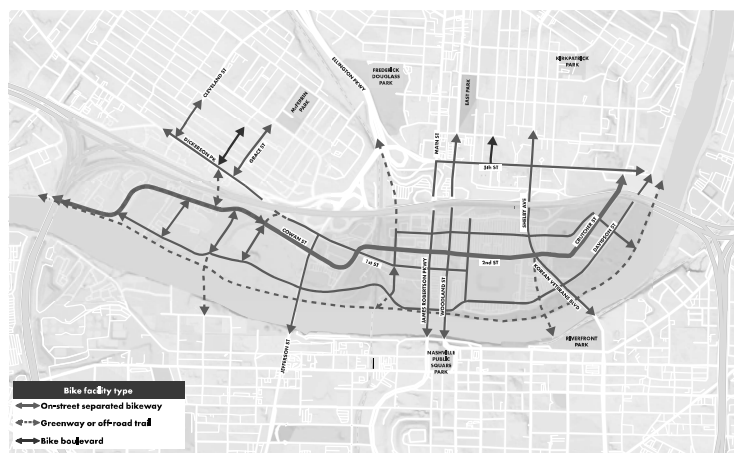 CLEVELAND ST
McFERRIN
PARK
ELLINGTON PKWY
FREDERICK
DOUGLASS
PARK
KIRKPATRICK
PARK
EAST PARK
DICKERSON PK
GRACE ST
MAIN ST
5th ST
SHELBY AVE
COWAN ST
1st ST
2nd ST
CRUTCHER ST
DAVIDSON ST
KOREAN VETERANS BLVD
JAMES ROBERTSON PKWY
WOODLAND ST
JEFFERSON ST
RIVERFRONT
PARK
NASHVILLE
PUBLIC
SQUARE
PARK
Bike facility type
On-street separated bikeway
Greenway or off-road trail
Bike boulevard